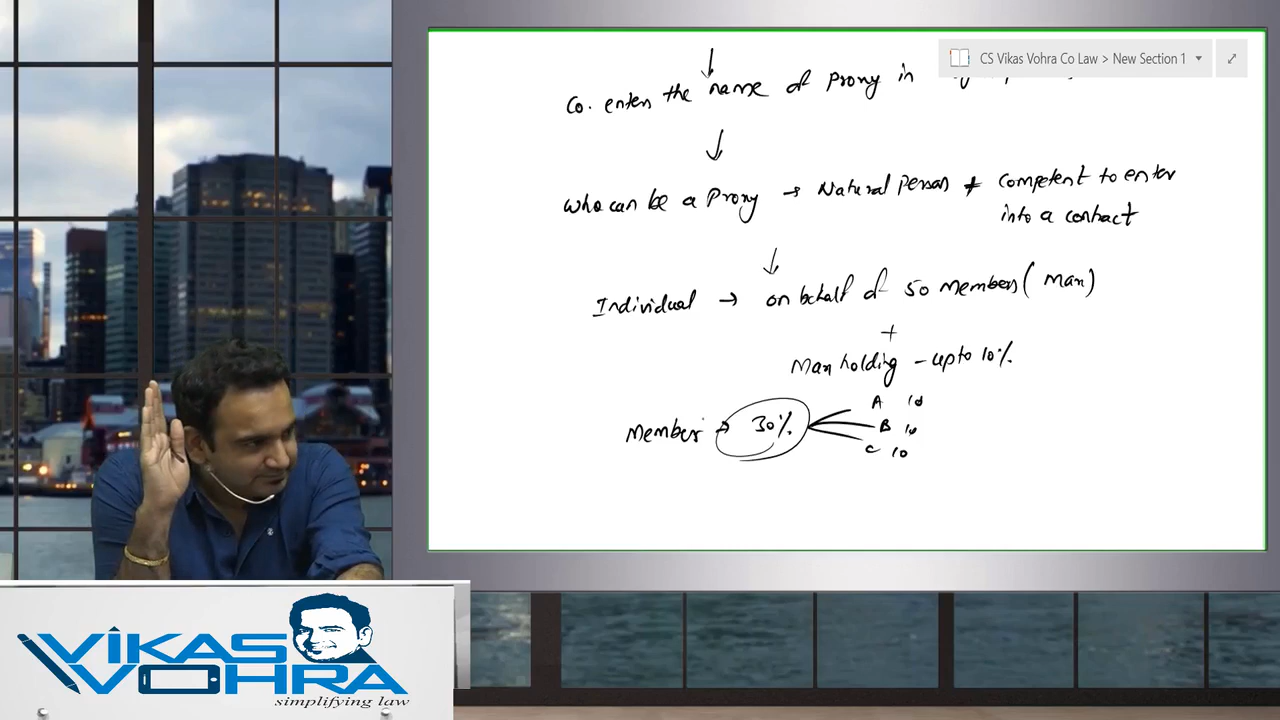 CS Vikas Vohra Co Law > New Section 1
Co. enters the name of Proxy in
Who can be a Proxy → Natural Person + competent to enter
into a contract
Individual → on behalf of 50 members (Max)
+
Max holding - upto 10%
Member → 30%
A 10
B 10
C 10
VIKAS
VOHRA
simplifying law